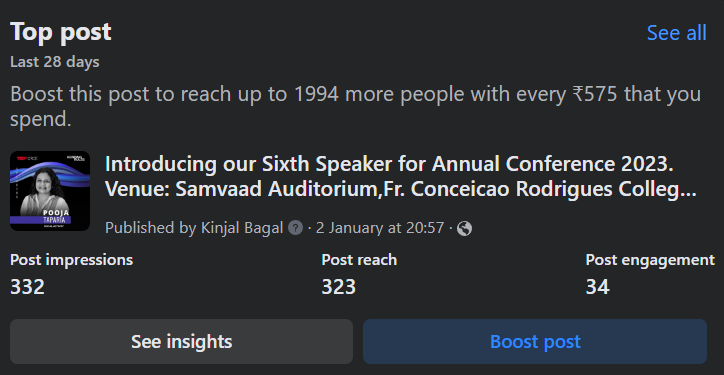 Top post
See all
Last 28 days
Boost this post to reach up to 1994 more people with every ₹575 that you
spend.
Introducing our Sixth Speaker for Annual Conference 2023.
Venue: Samvaad Auditorium,Fr. Conceicao Rodrigues Colleg...
POOJA
TAPARIA
Published by Kinjal Bagal · 2 January at 20:57 ·
Post impressions
Post reach
Post engagement
332
323
34
See insights
Boost post